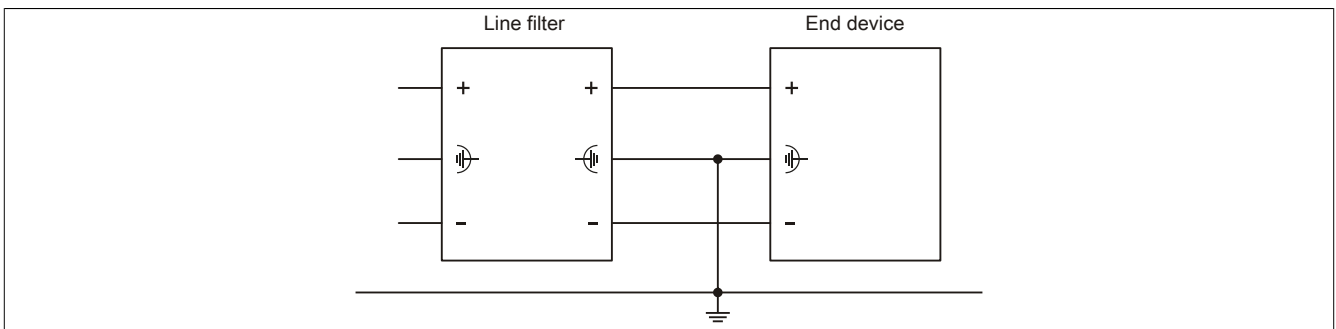 Line filter End device
+ + +
- - -